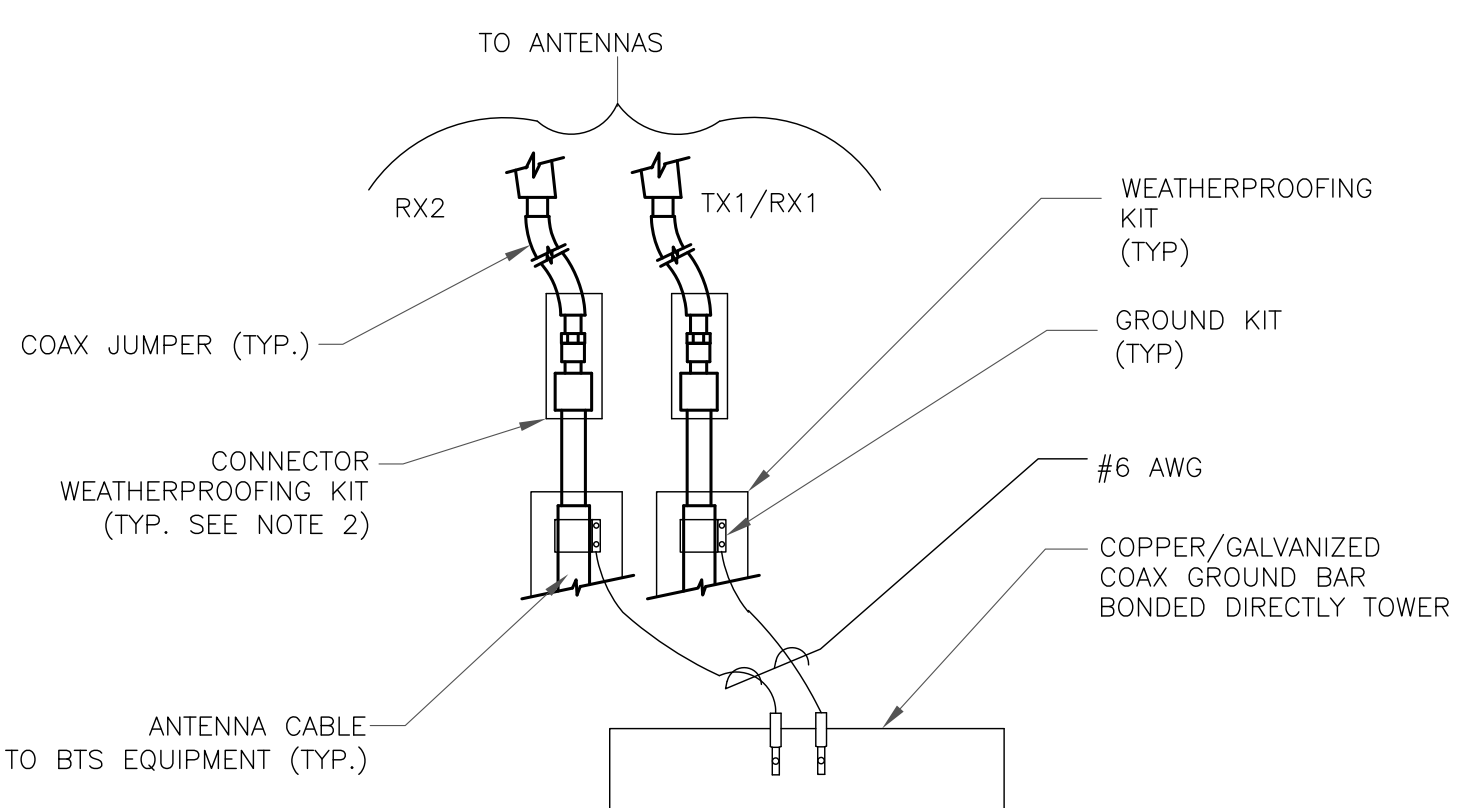 TO ANTENNAS
RX2
TX1/RX1
WEATHERPROOFING
KIT
(TYP)
GROUND KIT
(TYP)
COAX JUMPER (TYP.)
CONNECTOR
WEATHERPROOFING KIT
(TYP. SEE NOTE 2)
#6 AWG
COPPER/GALVANIZED
COAX GROUND BAR
BONDED DIRECTLY TOWER
ANTENNA CABLE
TO BTS EQUIPMENT (TYP.)